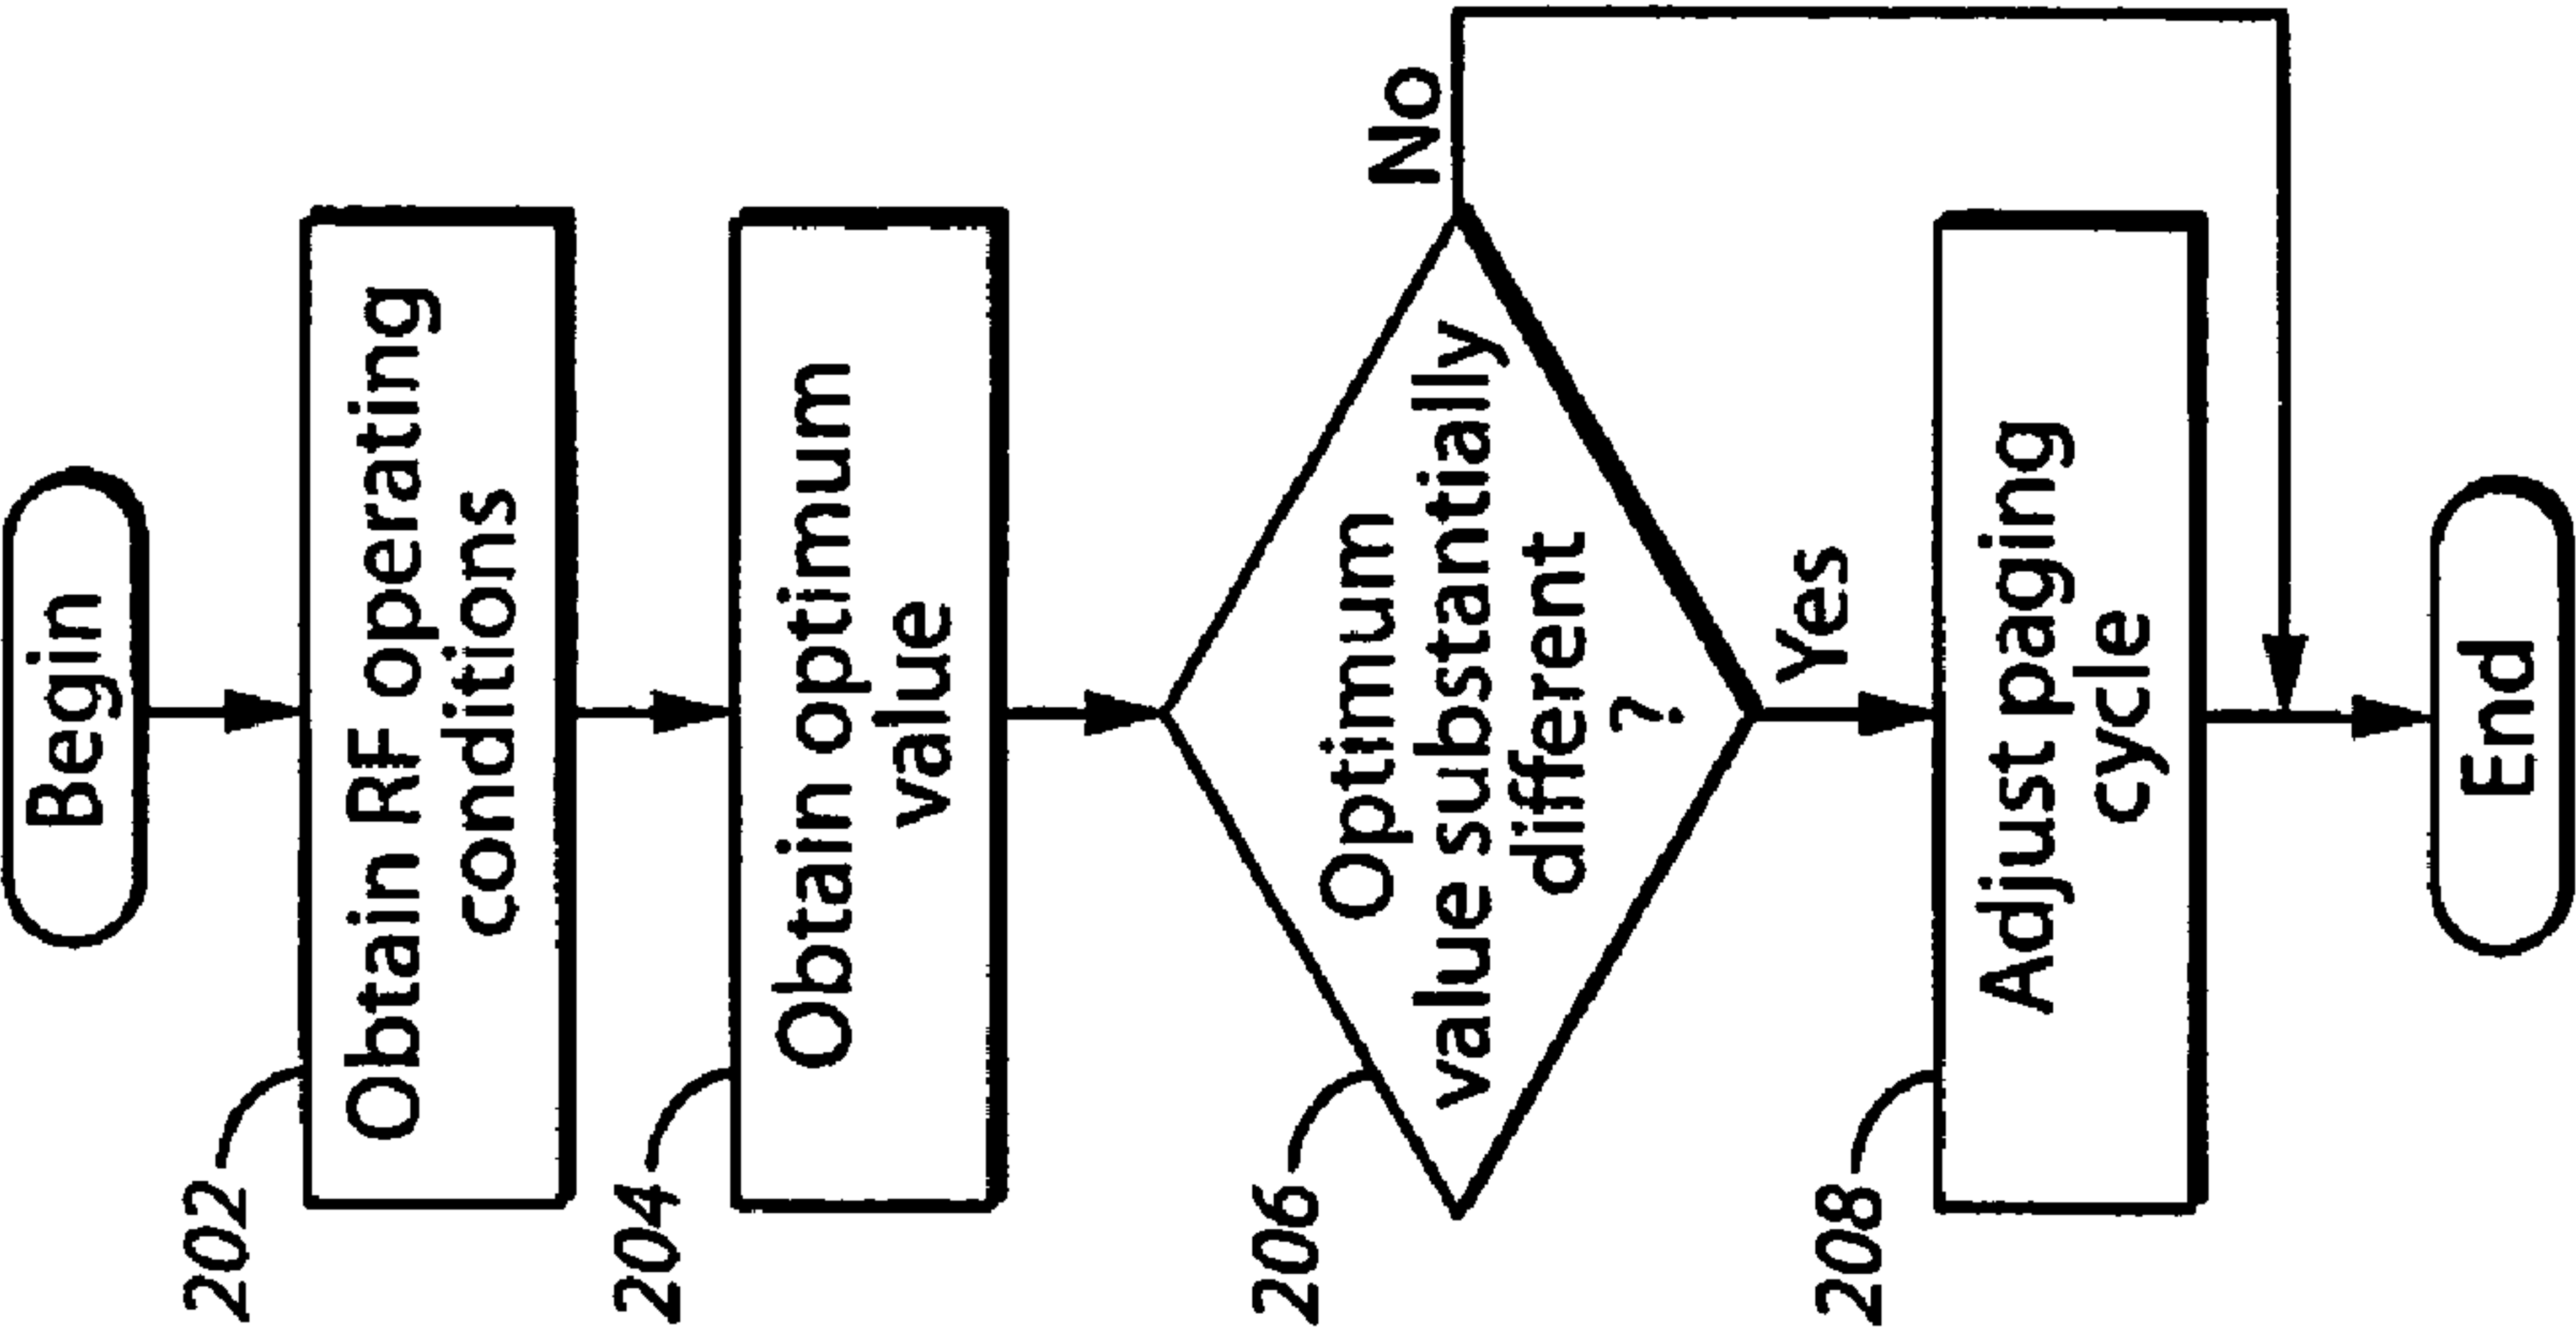 Begin
202
Obtain RF operating
conditions
204
Obtain optimum
value
206
Optimum
value substantially
different
?
No
Yes
208
Adjust paging
cycle
End